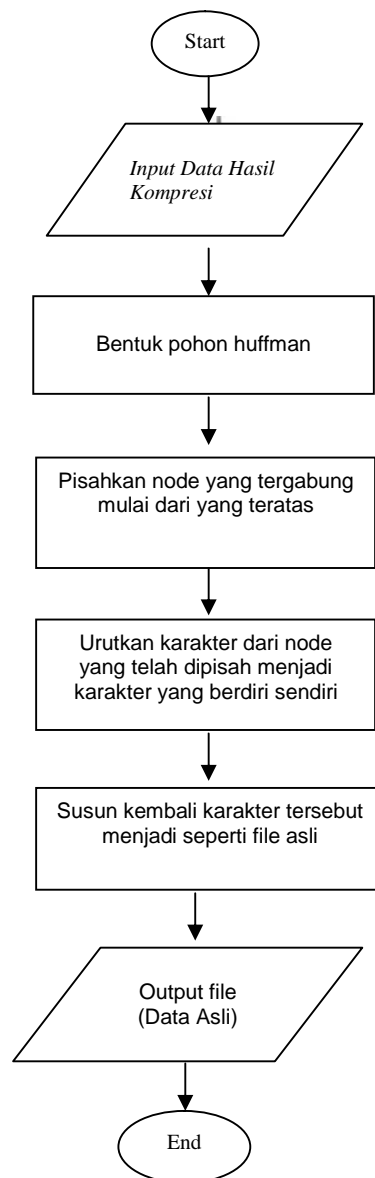 Start
Input Data Hasil
Kompresi
Bentuk pohon huffman
Pisahkan node yang tergabung
mulai dari yang teratas
Urutkan karakter dari node
yang telah dipisah menjadi
karakter yang berdiri sendiri
Susun kembali karakter tersebut
menjadi seperti file asli
Output file
(Data Asli)
End